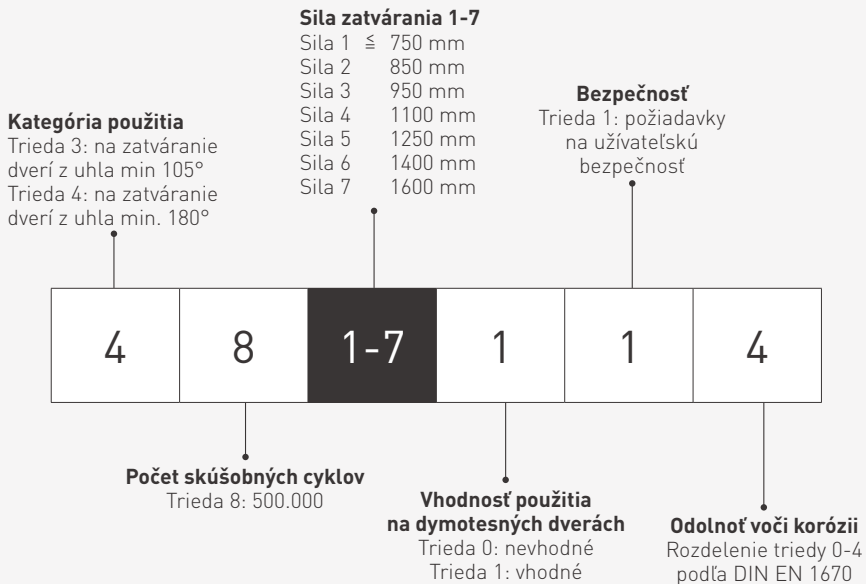 Sila zatvárania 1-7
Sila 1 ≦ 750 mm
Sila 2 850 mm
Sila 3 950 mm
Sila 4 1100 mm
Sila 5 1250 mm
Sila 6 1400 mm
Sila 7 1600 mm
Kategória použitia
Trieda 3: na zatváranie
dverí z uhla min 105°
Trieda 4: na zatváranie
dverí z uhla min. 180°
Bezpečnosť
Trieda 1: požiadavky
na užívateľskú
bezpečnosť
4 8 1-7 1 1 4
Počet skúšobných cyklov
Trieda 8: 500.000
Vhodnosť použitia
na dymotesných dverách
Trieda 0: nevhodné
Trieda 1: vhodné
Odolnoť voči korózii
Rozdelenie triedy 0-4
podľa DIN EN 1670